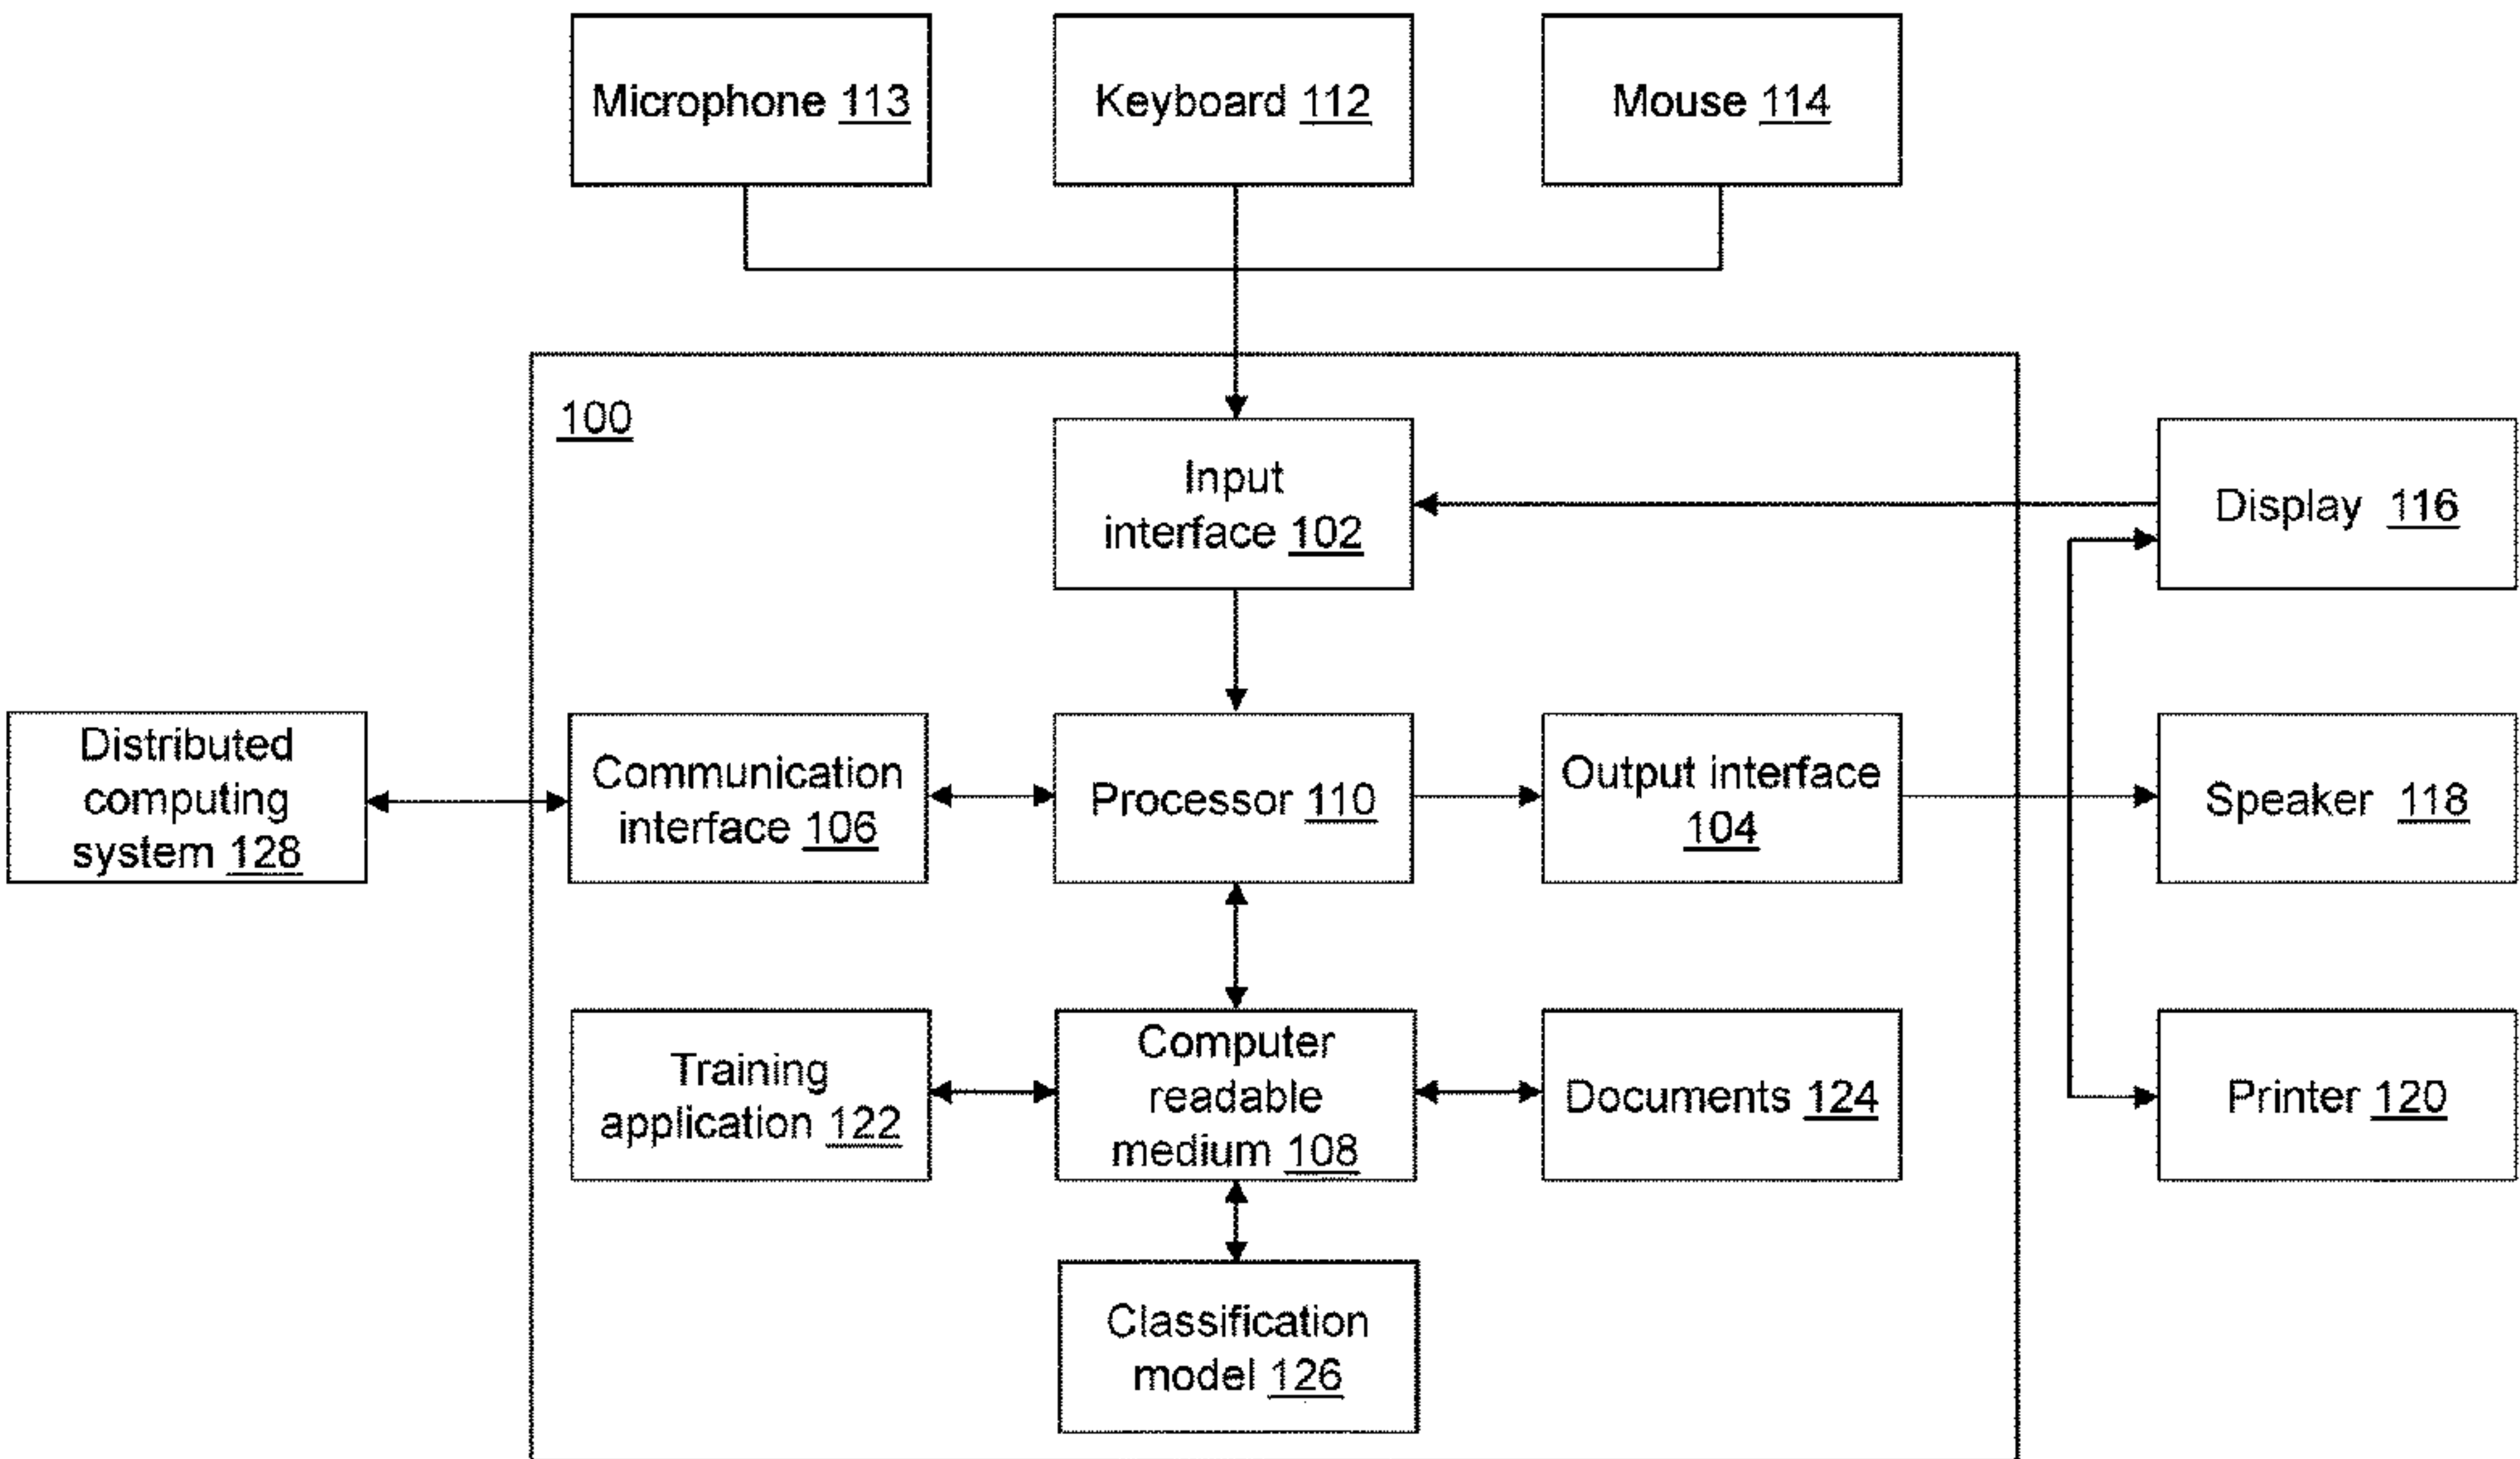 Microphone 113
Keyboard 112
Mouse 114
100
Input
interface 102
Display 116
Distributed
computing
system 128
Communication
interface 106
Processor 110
Output interface
104
Speaker 118
Training
application 122
Computer
readable
medium 108
Documents 124
Printer 120
Classification
model 126